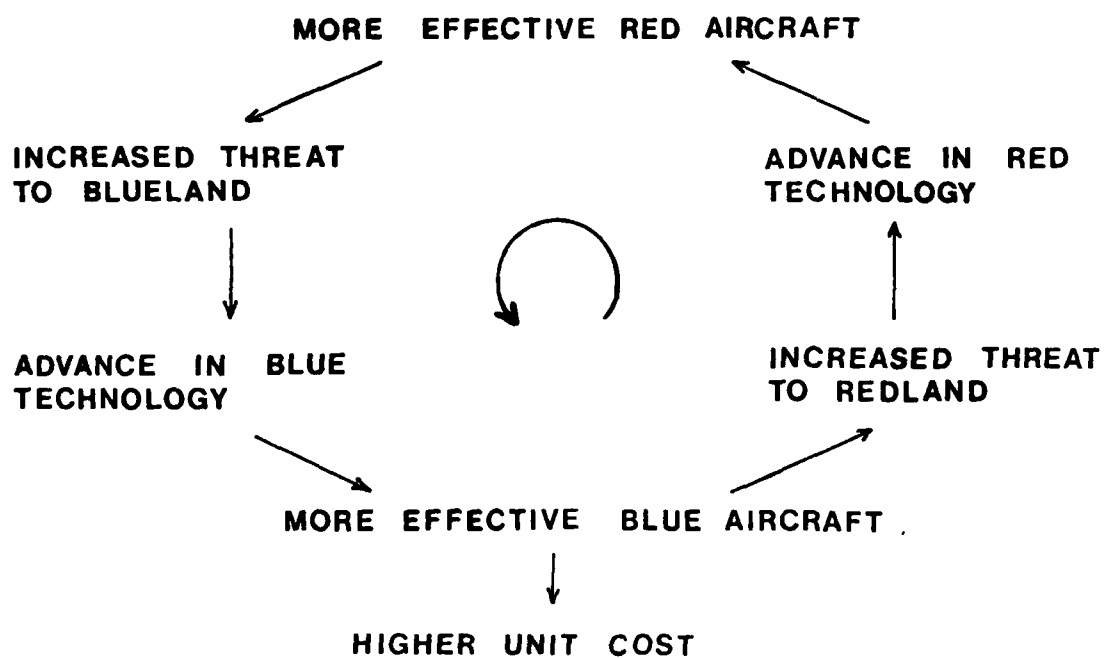 MORE EFFECTIVE RED AIRCRAFT
INCREASED THREAT
TO BLUELAND
ADVANCE IN RED
TECHNOLOGY
ADVANCE IN BLUE
TECHNOLOGY
INCREASED THREAT
TO REDLAND
MORE EFFECTIVE BLUE AIRCRAFT
HIGHER UNIT COST